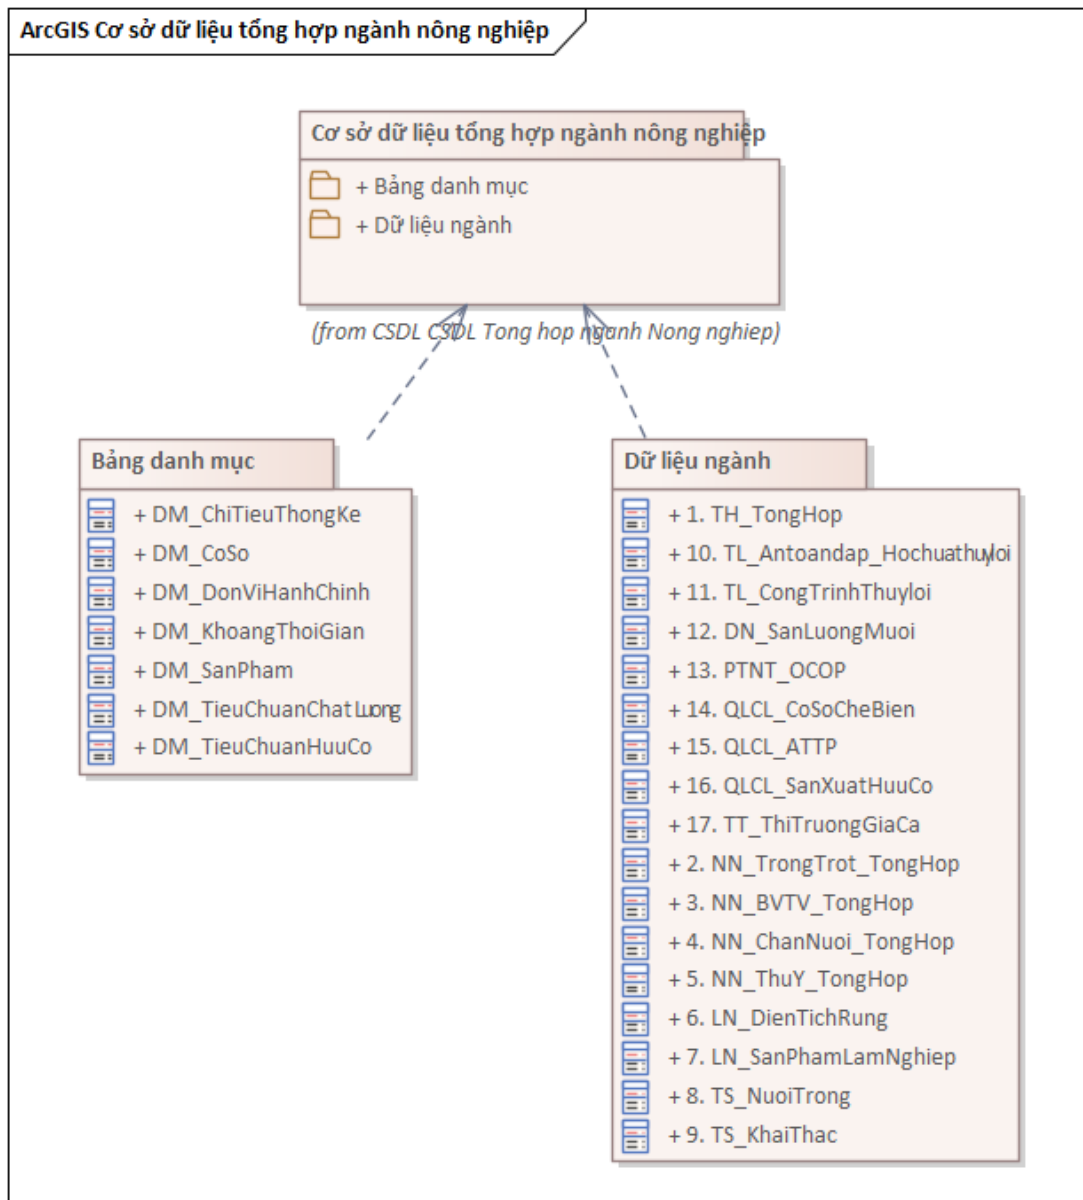 ArcGIS Cơ sở dữ liệu tổng hợp ngành nông nghiệp
Cơ sở dữ liệu tổng hợp ngành nông nghiệp
+ Bảng danh mục
+ Dữ liệu ngành
(from CSDL CSDL Tong hop nganh Nong nghiep)
Bảng danh mục
+ DM_ChiTieuThongKe
+ DM_CoSo
+ DM_DonViHanhChinh
+ DM_KhoangThoiGian
+ DM_SanPham
+ DM_TieuChuanChatLuong
+ DM_TieuChuanHuuCo
Dữ liệu ngành
+ 1. TH_TongHop
+ 10. TL_Antoandap_Hochuathuyloi
+ 11. TL_CongTrinhThuyloi
+ 12. DN_SanLuongMuoi
+ 13. PTNT_OCOP
+ 14. QLCL_CoSoCheBien
+ 15. QLCL_ATTP
+ 16. QLCL_SanXuatHuuCo
+ 17. TT_ThiTruongGiaCa
+ 2. NN_TrongTrot_TongHop
+ 3. NN_BVTV_TongHop
+ 4. NN_ChanNuoi_TongHop
+ 5. NN_ThuY_TongHop
+ 6. LN_DienTichRung
+ 7. LN_SanPhamLamNghiep
+ 8. TS_NuoiTrong
+ 9. TS_KhaiThac